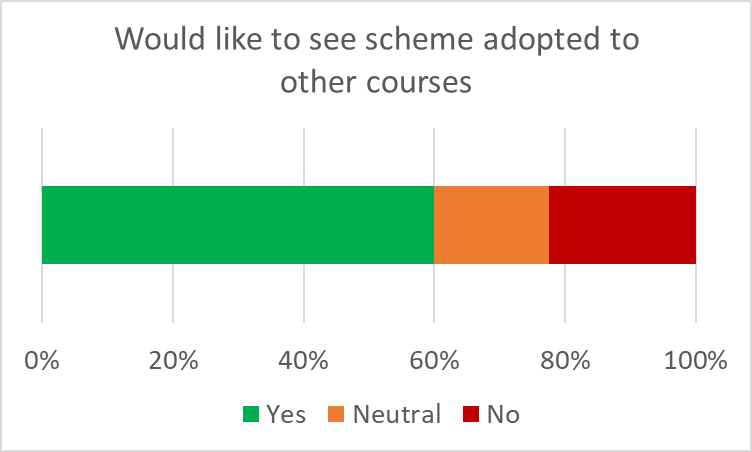 Would like to see scheme adopted to
other courses
0% 20% 40% 60% 80% 100%
Yes Neutral No